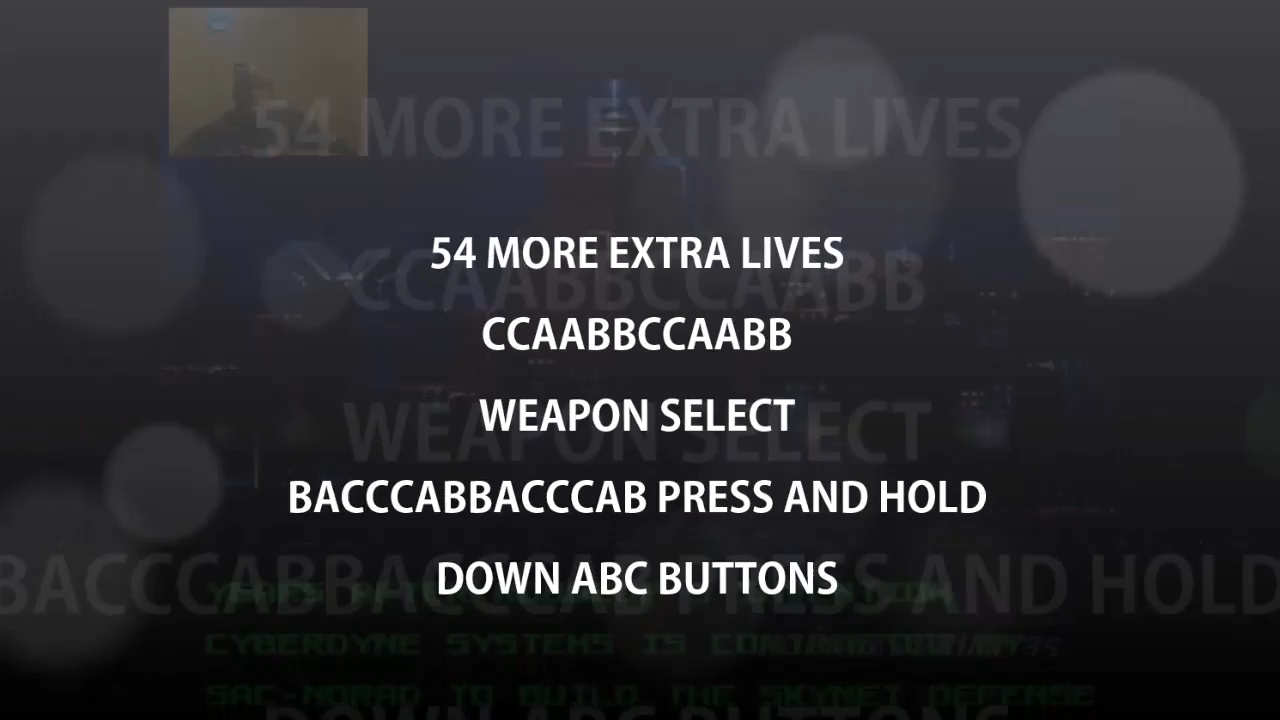 54 MORE EXTRA LIVES
CCAABBCCAABB
WEAPON SELECT
BACCCABBACCCAB PRESS AND HOLD
DOWN ABC BUTTONS
CYBERDYNE SYSTEMS IS
SAC-NORAD TO BUILD THE SKYNET DEFENSE